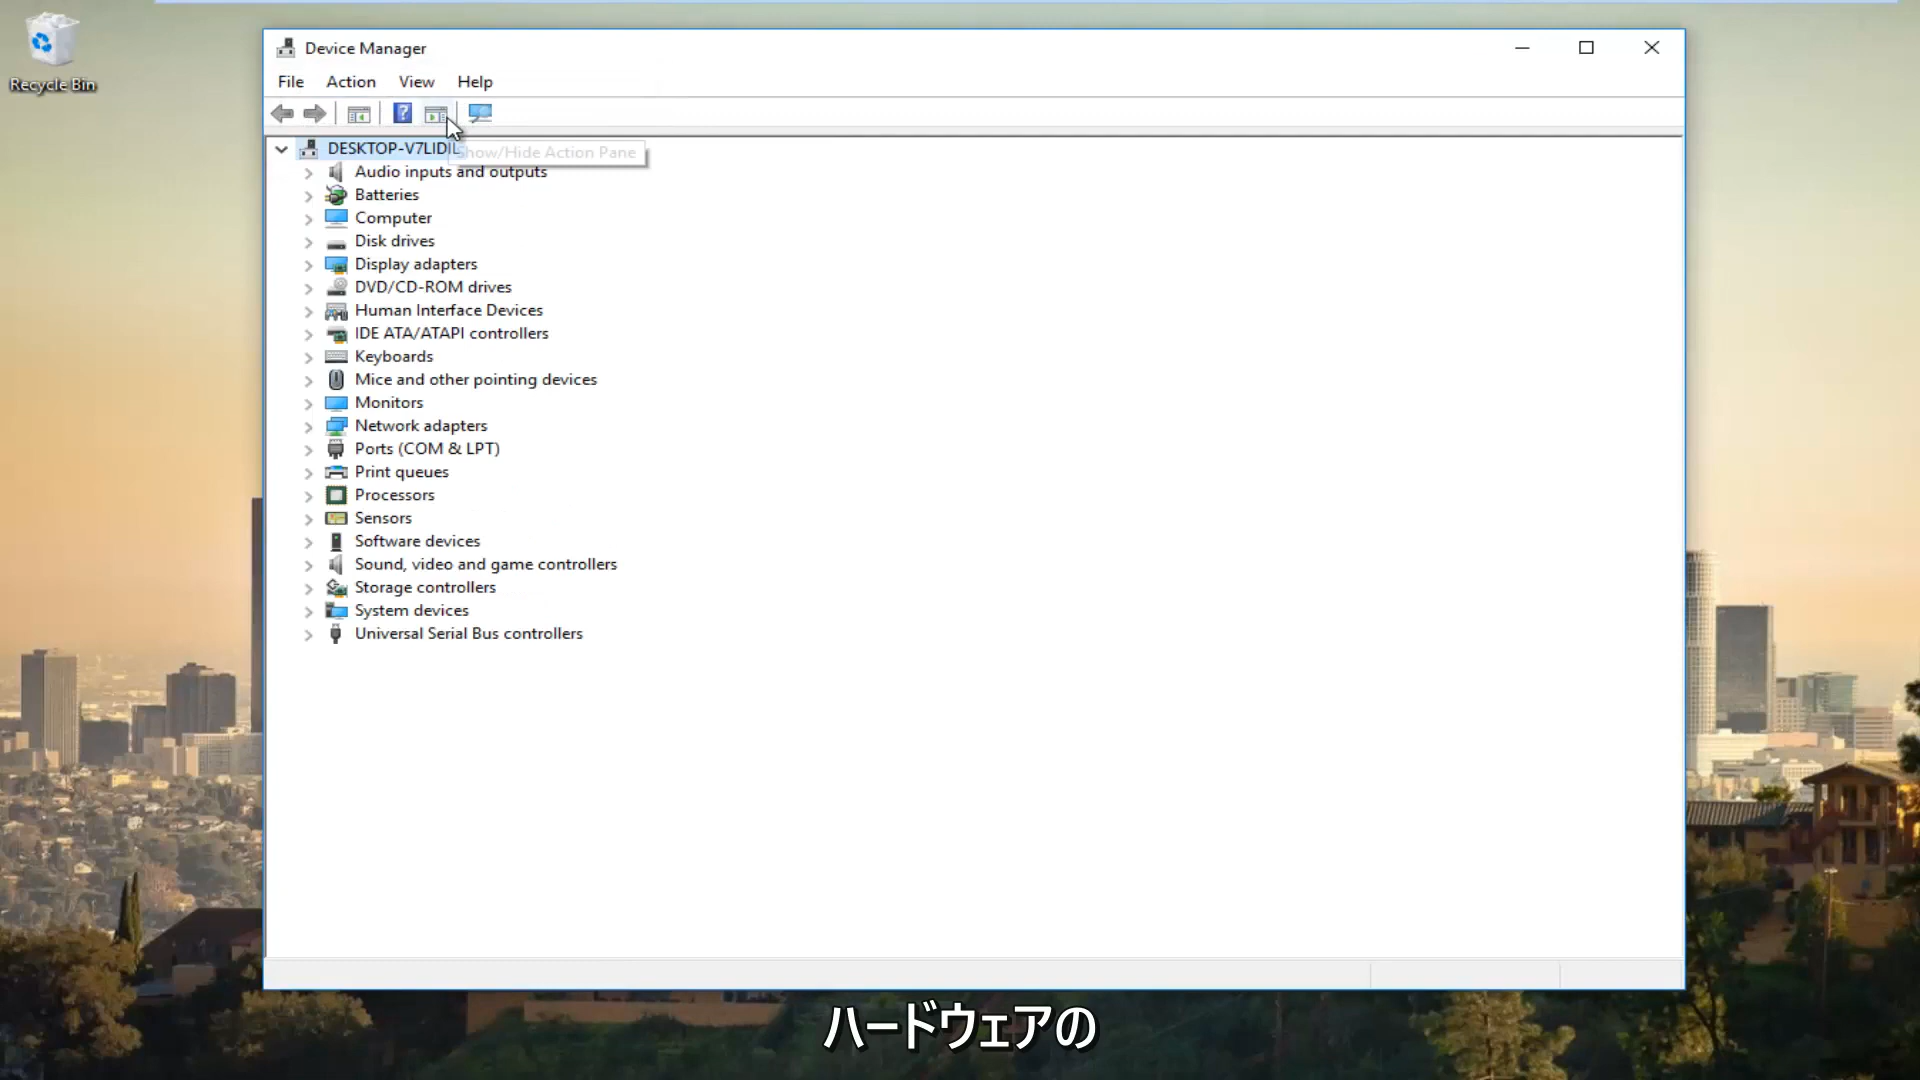 Recycle Bin
Device Manager
File Action View Help
DESKTOP-V7LIDIL
Show/Hide Action Pane
Audio inputs and outputs
Batteries
Computer
Disk drives
Display adapters
DVD/CD-ROM drives
Human Interface Devices
IDE ATA/ATAPI controllers
Keyboards
Mice and other pointing devices
Monitors
Network adapters
Ports (COM & LPT)
Print queues
Processors
Sensors
Software devices
Sound, video and game controllers
Storage controllers
System devices
Universal Serial Bus controllers
ハードウェアの